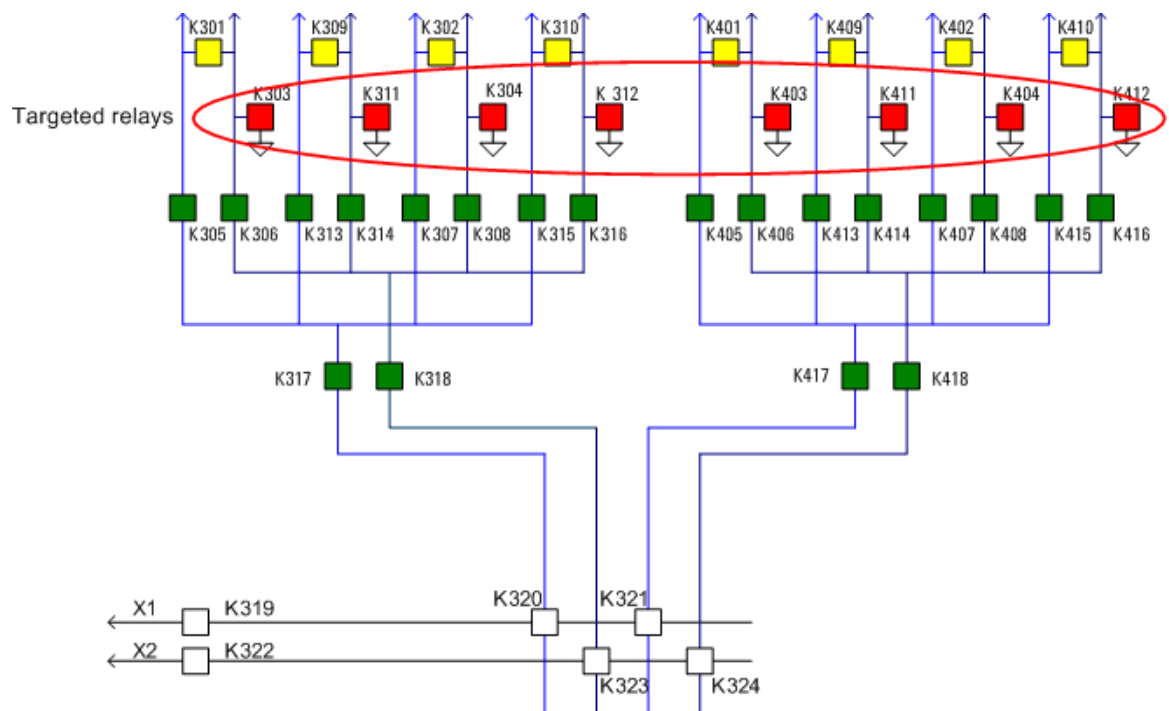 K301 K309 K302 K310 K401 K409 K402 K410
Targeted relays
K303 K311 K304 K 312 K403 K411 K404 K412
K305 K306 K313 K314 K307 K308 K315 K316 K405 K406 K413 K414 K407 K408 K415 K416
K317 K318 K417 K418
K320 K321
X1 K319
X2 K322
K323 K324